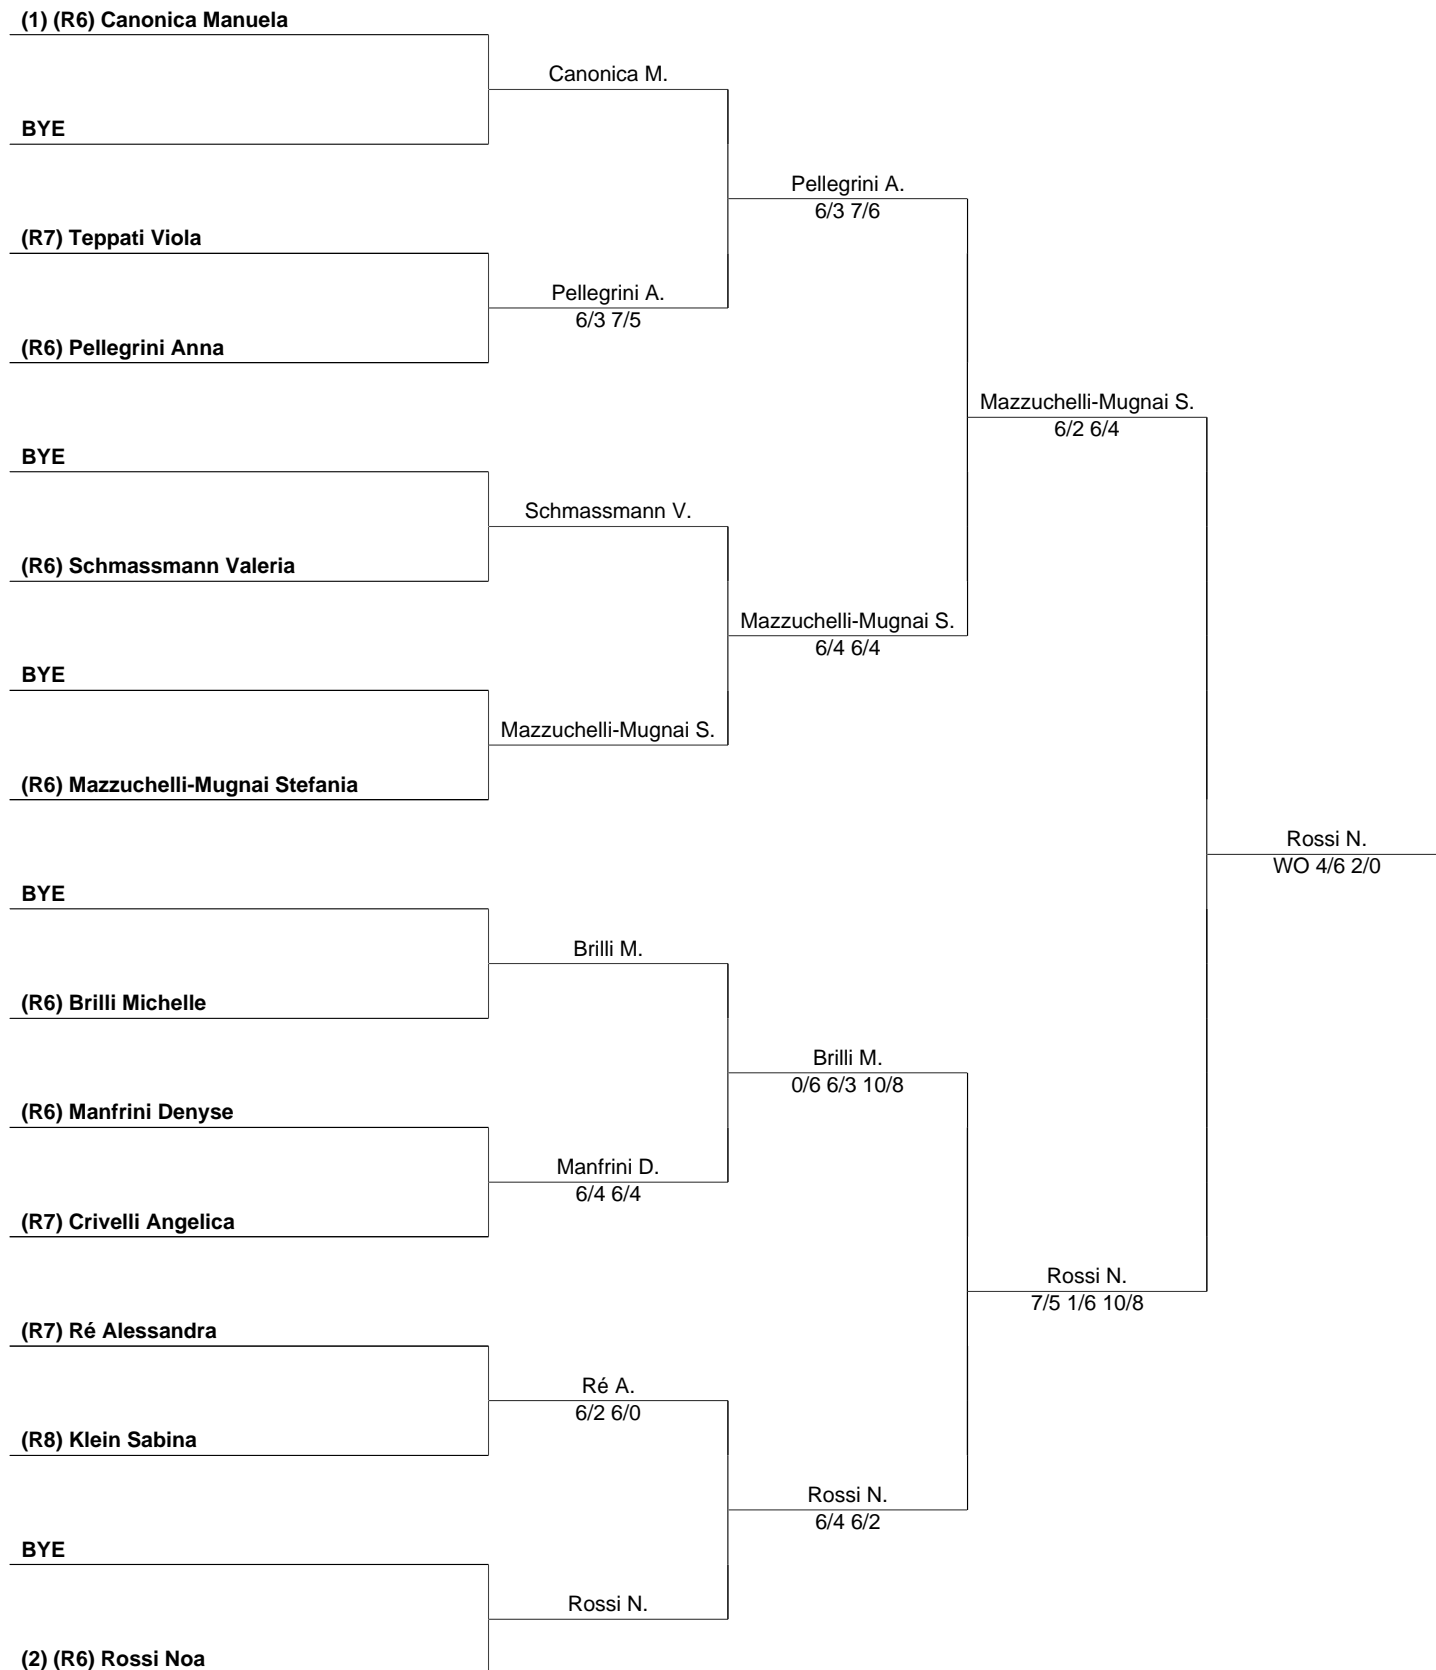 (1) (R6) Canonica Manuela
Canonica M.
BYE
Pellegrini A.
6/3 7/6
(R7) Teppati Viola
Pellegrini A.
6/3 7/5
(R6) Pellegrini Anna
Mazzuchelli-Mugnai S.
6/2 6/4
BYE
Schmassmann V.
(R6) Schmassmann Valeria
Mazzuchelli-Mugnai S.
6/4 6/4
BYE
Mazzuchelli-Mugnai S.
(R6) Mazzuchelli-Mugnai Stefania
Rossi N.
WO 4/6 2/0
BYE
Brilli M.
(R6) Brilli Michelle
Brilli M.
0/6 6/3 10/8
(R6) Manfrini Denyse
Manfrini D.
6/4 6/4
(R7) Crivelli Angelica
Rossi N.
7/5 1/6 10/8
(R7) Ré Alessandra
Ré A.
6/2 6/0
(R8) Klein Sabina
Rossi N.
6/4 6/2
BYE
Rossi N.
(2) (R6) Rossi Noa